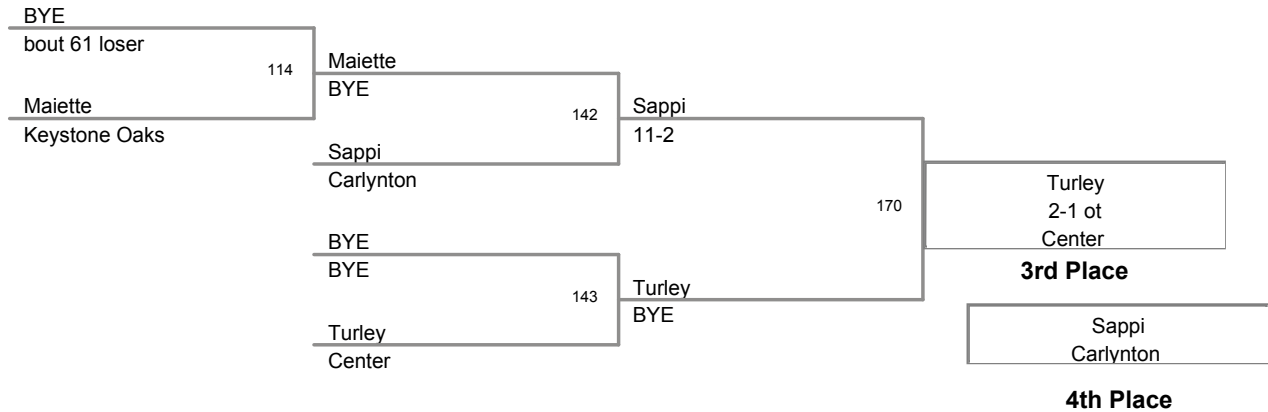 BYE
bout 61 loser
114
Maiette
Keystone Oaks
Maiette
BYE
142
Sappi
Carlynton
BYE
BYE
143
Turley
Center
Sappi
11-2
170
Turley
BYE
Turley
2-1 ot
Center
3rd Place
Sappi
Carlynton
4th Place